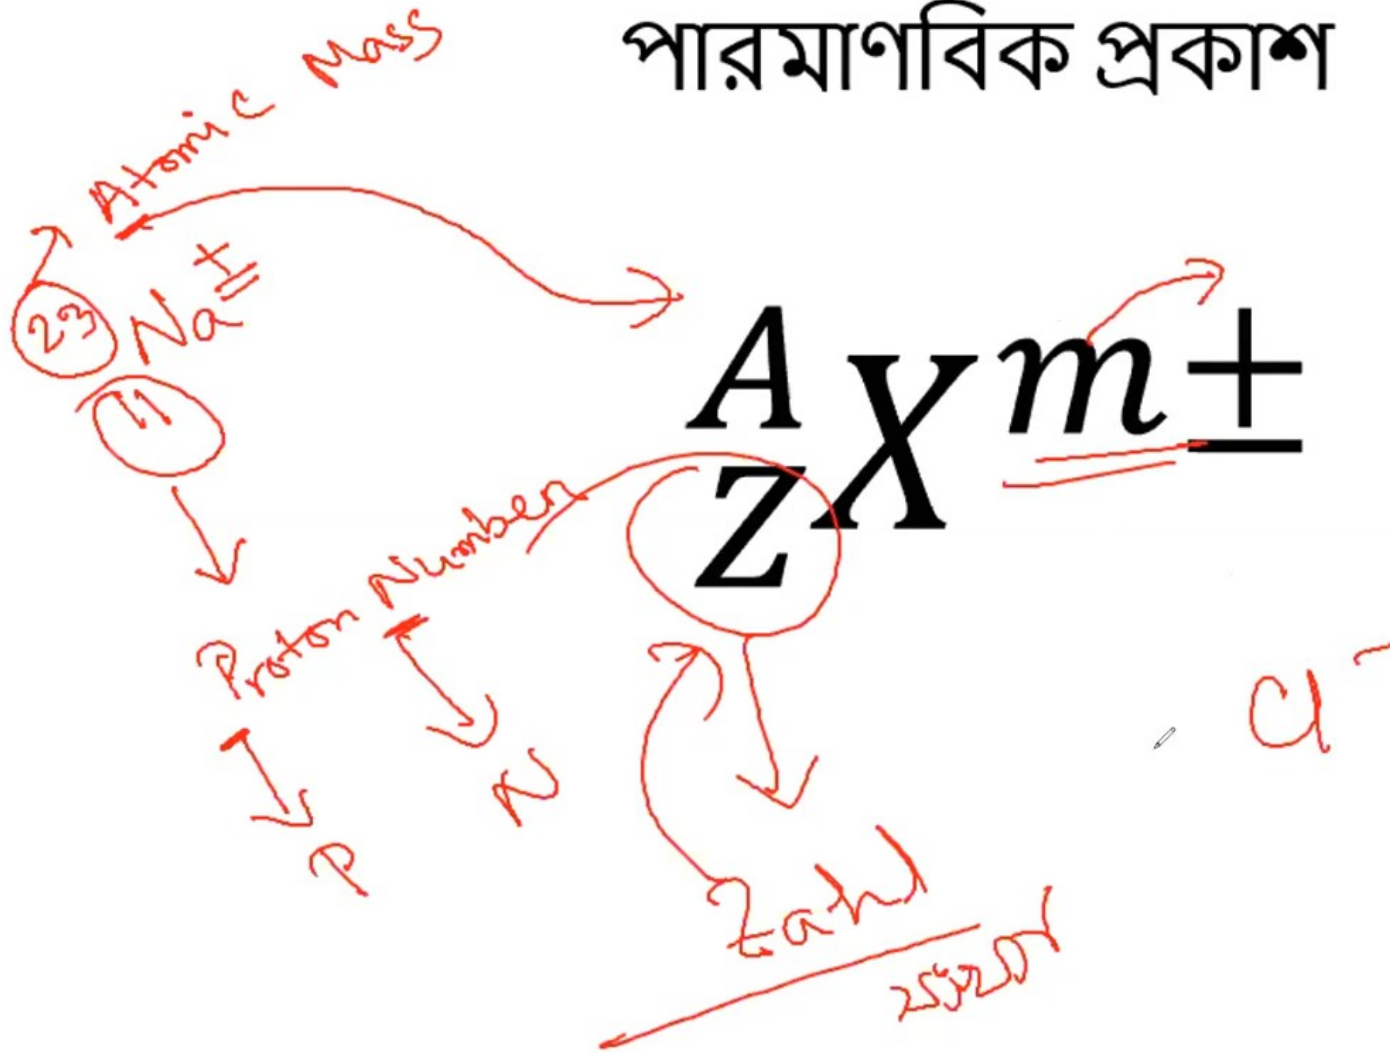 পারমাণবিক প্রকাশ
Atomic Mass
23 Na +
11
A
Z X m ±
Proton Number
P
N
Cl -
Zahl
সংখ্যা